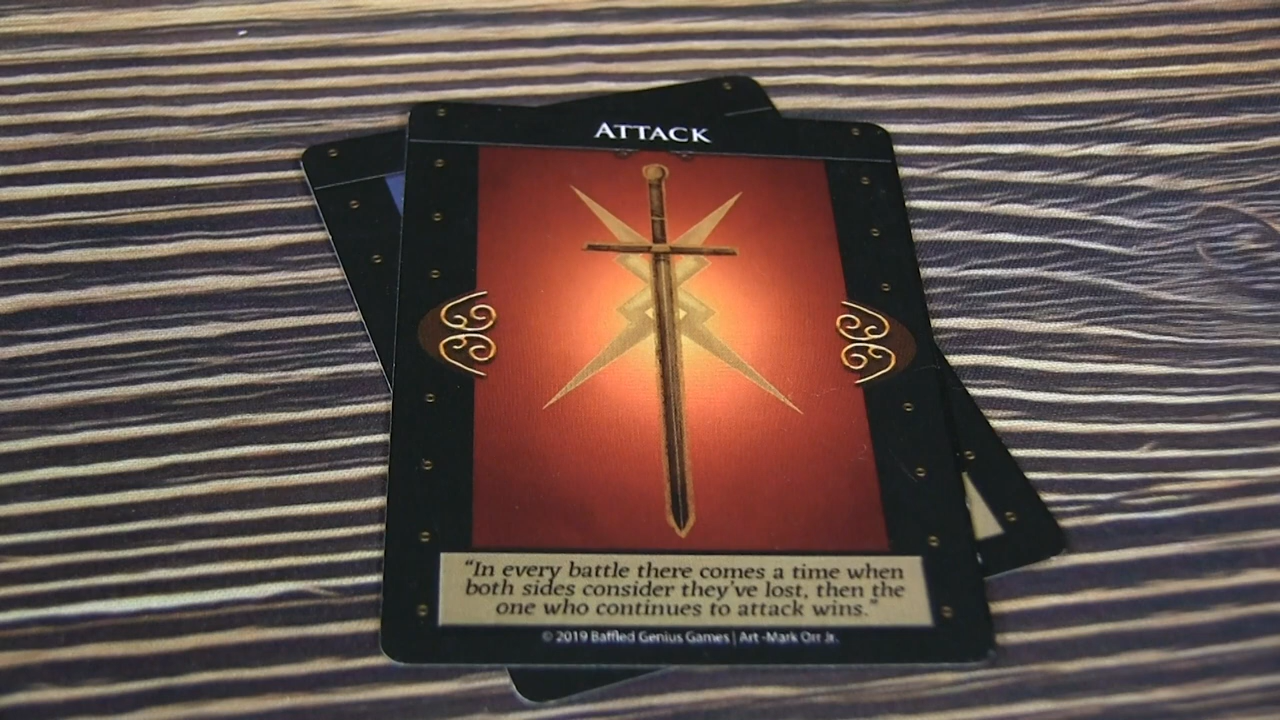 ATTACK
“In every battle there comes a time when
both sides consider they've lost, then the
one who continues to attack wins.”
© 2019 Baffled Genius Games | Art -Mark Orr Jr.